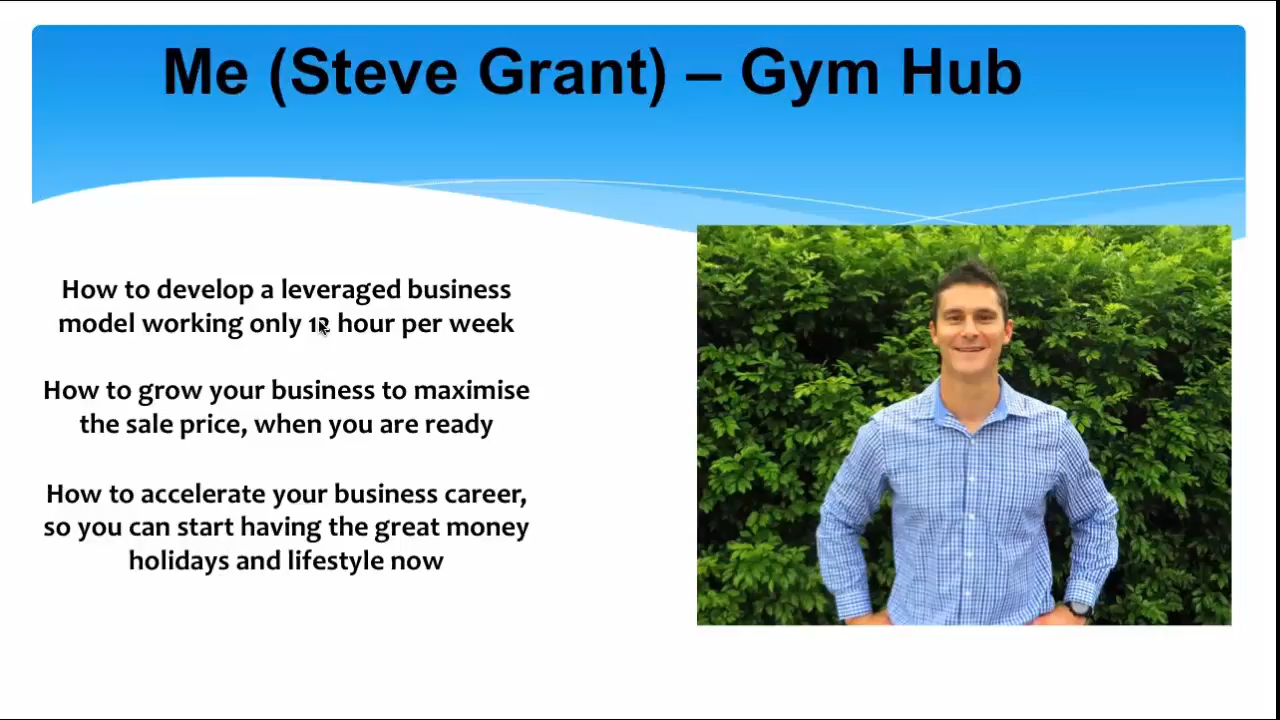 Me (Steve Grant) – Gym Hub
How to develop a leveraged business
model working only 12 hour per week
How to grow your business to maximise
the sale price, when you are ready
How to accelerate your business career,
so you can start having the great money
holidays and lifestyle now